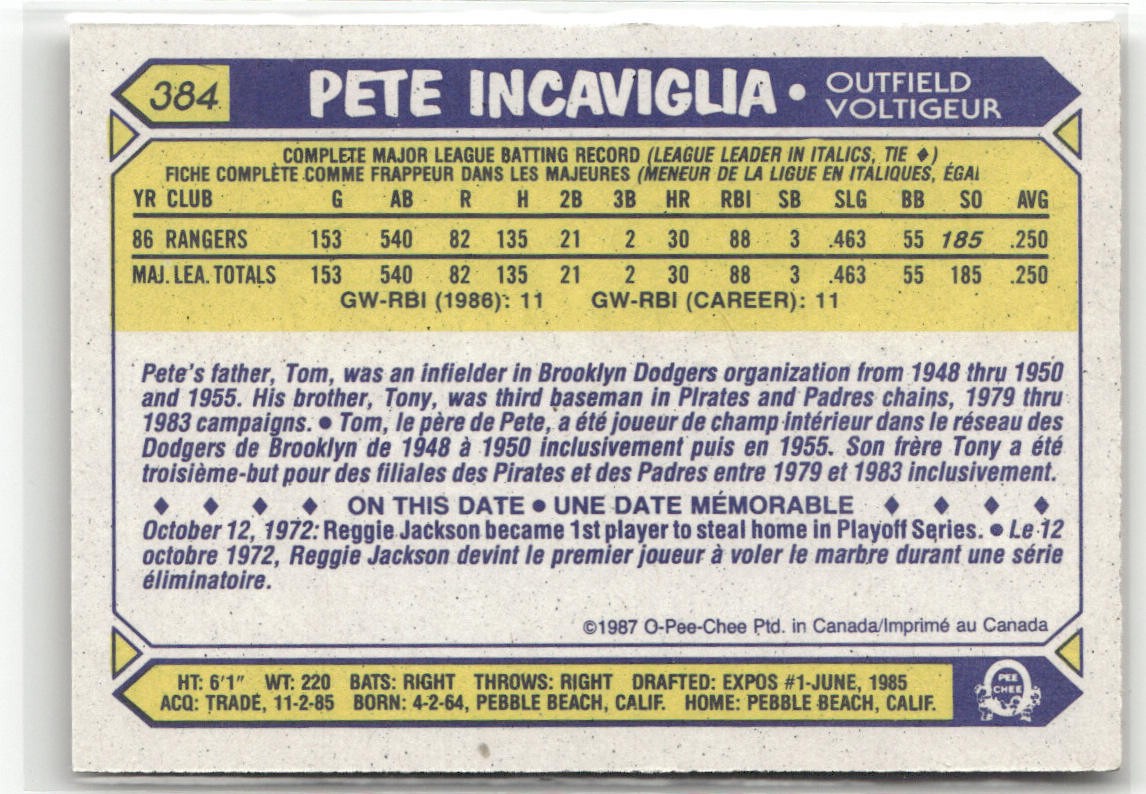 384 PETE INCAVIGLIA • OUTFIELD
VOLTIGEUR
COMPLETE MAJOR LEAGUE BATTING RECORD (LEAGUE LEADER IN ITALICS, TIE ♦)
FICHE COMPLÈTE COMME FRAPPEUR DANS LES MAJEURES (MENEUR DE LA LIGUE EN ITALIQUES, ÉGAL
YR CLUB G AB R H 2B 3B HR RBI SB SLG BB SO AVG
86 RANGERS 153 540 82 135 21 2 30 88 3 .463 55 185 .250
MAJ. LEA. TOTALS 153 540 82 135 21 2 30 88 3 .463 55 185 .250
GW-RBI (1986): 11 GW-RBI (CAREER): 11
Pete's father, Tom, was an infielder in Brooklyn Dodgers organization from 1948 thru 1950
and 1955. His brother, Tony, was third baseman in Pirates and Padres chains, 1979 thru
1983 campaigns. • Tom, le père de Pete, a été joueur de champ intérieur dans le réseau des
Dodgers de Brooklyn de 1948 à 1950 inclusivement puis en 1955. Son frère Tony a été
troisième-but pour des filiales des Pirates et des Padres entre 1979 et 1983 inclusivement.
♦ ♦ ♦ ♦ ON THIS DATE • UNE DATE MÉMORABLE ♦ ♦ ♦ ♦
October 12, 1972: Reggie Jackson became 1st player to steal home in Playoff Series. • Le 12
octobre 1972, Reggie Jackson devint le premier joueur à voler le marbre durant une série
éliminatoire.
©1987 O-Pee-Chee Ptd. in Canada/Imprimé au Canada
HT: 6'1" WT: 220 BATS: RIGHT THROWS: RIGHT DRAFTED: EXPOS #1-JUNE, 1985
ACQ: TRADE, 11-2-85 BORN: 4-2-64, PEBBLE BEACH, CALIF. HOME: PEBBLE BEACH, CALIF.
O
PEE
CHEE